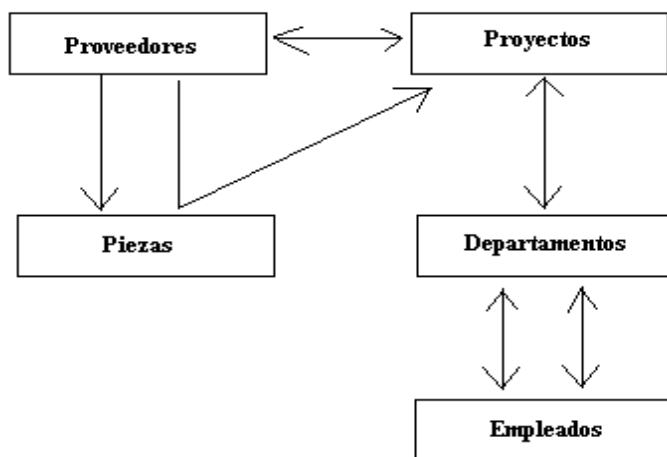 Proveedores
Proyectos
Piezas
Departamentos
Empleados